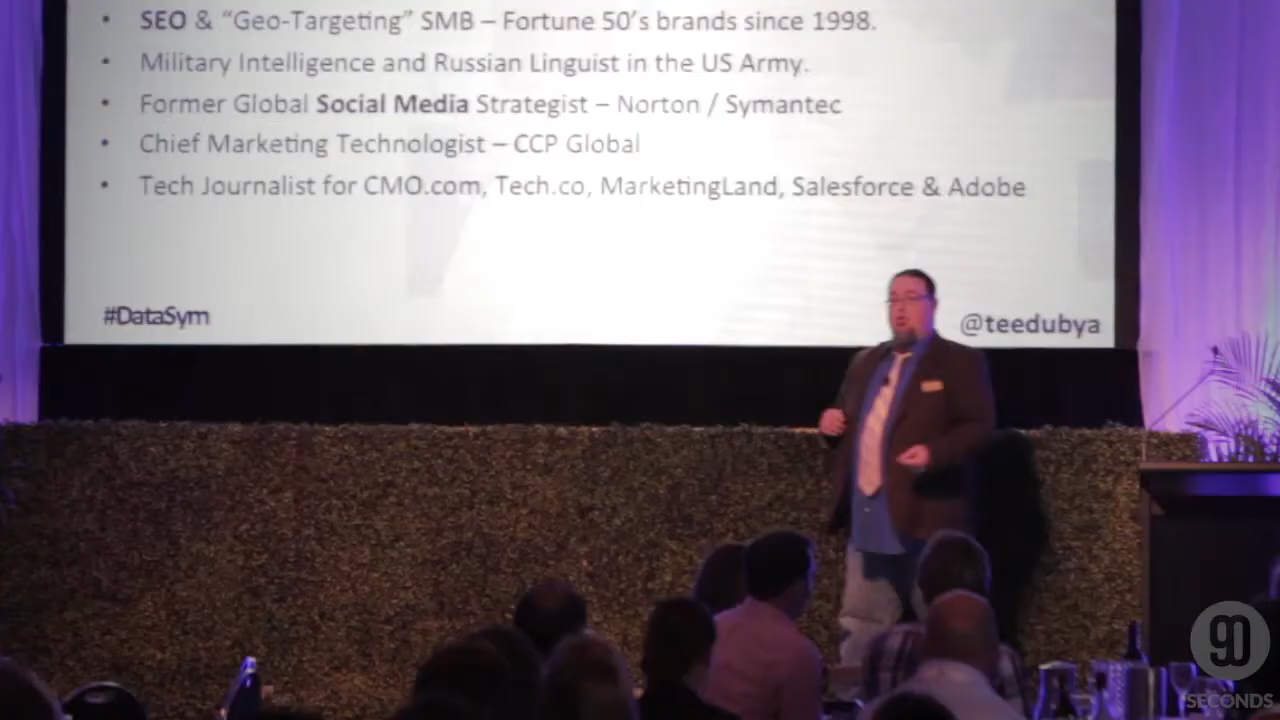 • SEO & “Geo-Targeting” SMB – Fortune 50’s brands since 1998.
• Military Intelligence and Russian Linguist in the US Army.
• Former Global Social Media Strategist – Norton / Symantec
• Chief Marketing Technologist – CCP Global
• Tech Journalist for CMO.com, Tech.co, MarketingLand, Salesforce & Adobe
#DataSym
@teedubya
90
SECONDS